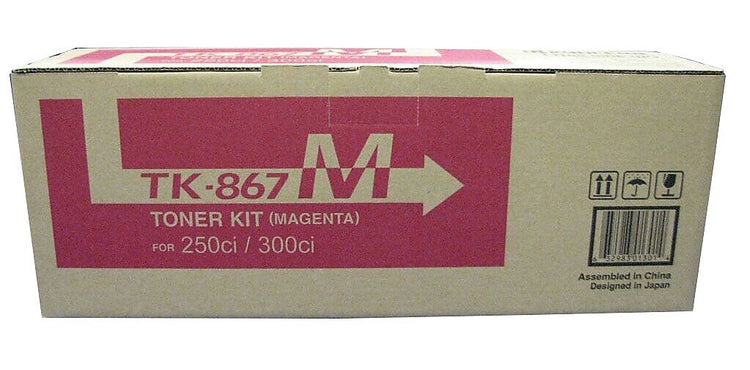 TK-867 M
TONER KIT (MAGENTA)
FOR 250ci / 300ci
Assembled in China
Designed in Japan